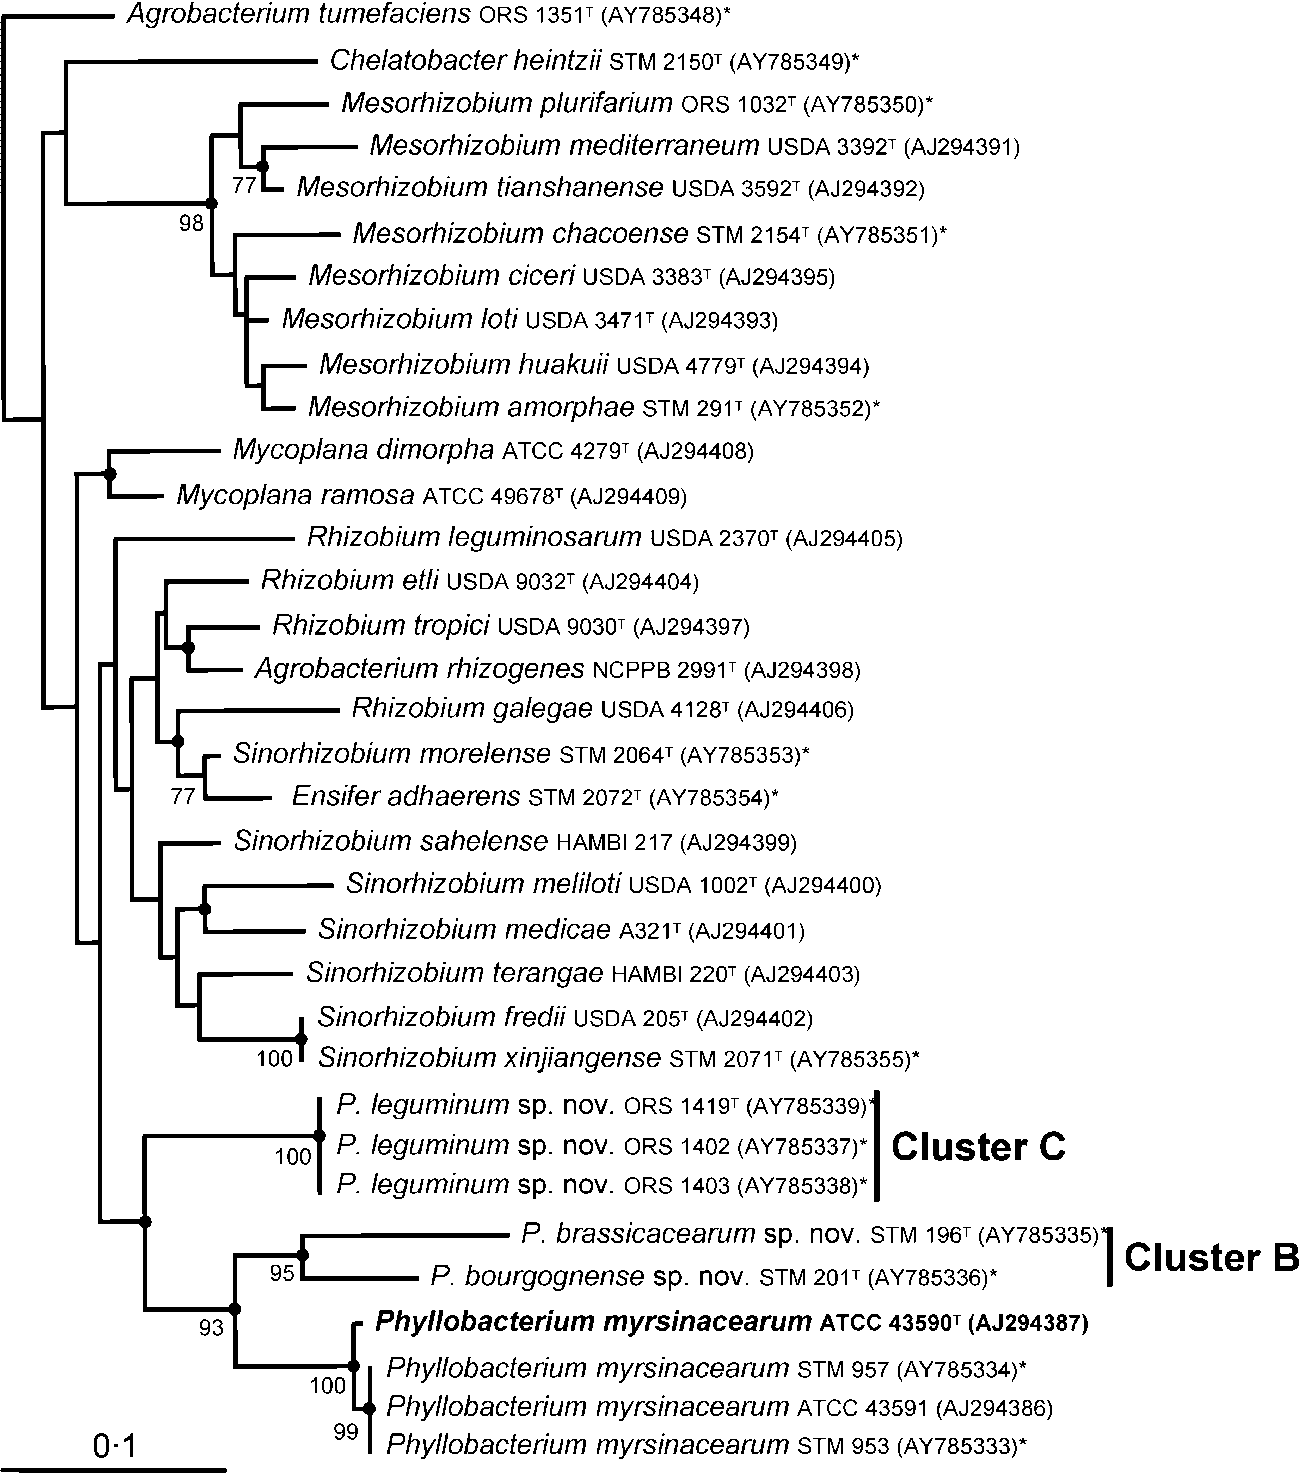 Agrobacterium tumefaciens ORS 1351ᵀ (AY785348)*
Chelatobacter heintzii STM 2150ᵀ (AY785349)*
Mesorhizobium plurifarium ORS 1032ᵀ (AY785350)*
Mesorhizobium mediterraneum USDA 3392ᵀ (AJ294391)
77
Mesorhizobium tianshanense USDA 3592ᵀ (AJ294392)
98
Mesorhizobium chacoense STM 2154ᵀ (AY785351)*
Mesorhizobium ciceri USDA 3383ᵀ (AJ294395)
Mesorhizobium loti USDA 3471ᵀ (AJ294393)
Mesorhizobium huakuii USDA 4779ᵀ (AJ294394)
Mesorhizobium amorphae STM 291ᵀ (AY785352)*
Mycoplana dimorpha ATCC 4279ᵀ (AJ294408)
Mycoplana ramosa ATCC 49678ᵀ (AJ294409)
Rhizobium leguminosarum USDA 2370ᵀ (AJ294405)
Rhizobium etli USDA 9032ᵀ (AJ294404)
Rhizobium tropici USDA 9030ᵀ (AJ294397)
Agrobacterium rhizogenes NCPPB 2991ᵀ (AJ294398)
Rhizobium galegae USDA 4128ᵀ (AJ294406)
Sinorhizobium morelense STM 2064ᵀ (AY785353)*
77
Ensifer adhaerens STM 2072ᵀ (AY785354)*
Sinorhizobium sahelense HAMBI 217 (AJ294399)
Sinorhizobium meliloti USDA 1002ᵀ (AJ294400)
Sinorhizobium medicae A321ᵀ (AJ294401)
Sinorhizobium terangae HAMBI 220ᵀ (AJ294403)
Sinorhizobium fredii USDA 205ᵀ (AJ294402)
100
Sinorhizobium xinjiangense STM 2071ᵀ (AY785355)*
P. leguminum sp. nov. ORS 1419ᵀ (AY785339)*
P. leguminum sp. nov. ORS 1402 (AY785337)*
Cluster C
100
P. leguminum sp. nov. ORS 1403 (AY785338)*
P. brassicacearum sp. nov. STM 196ᵀ (AY785335)*
Cluster B
95
P. bourgognense sp. nov. STM 201ᵀ (AY785336)*
93
Phyllobacterium myrsinacearum ATCC 43590ᵀ (AJ294387)
Phyllobacterium myrsinacearum STM 957 (AY785334)*
100
Phyllobacterium myrsinacearum ATCC 43591 (AJ294386)
99
Phyllobacterium myrsinacearum STM 953 (AY785333)*
0·1